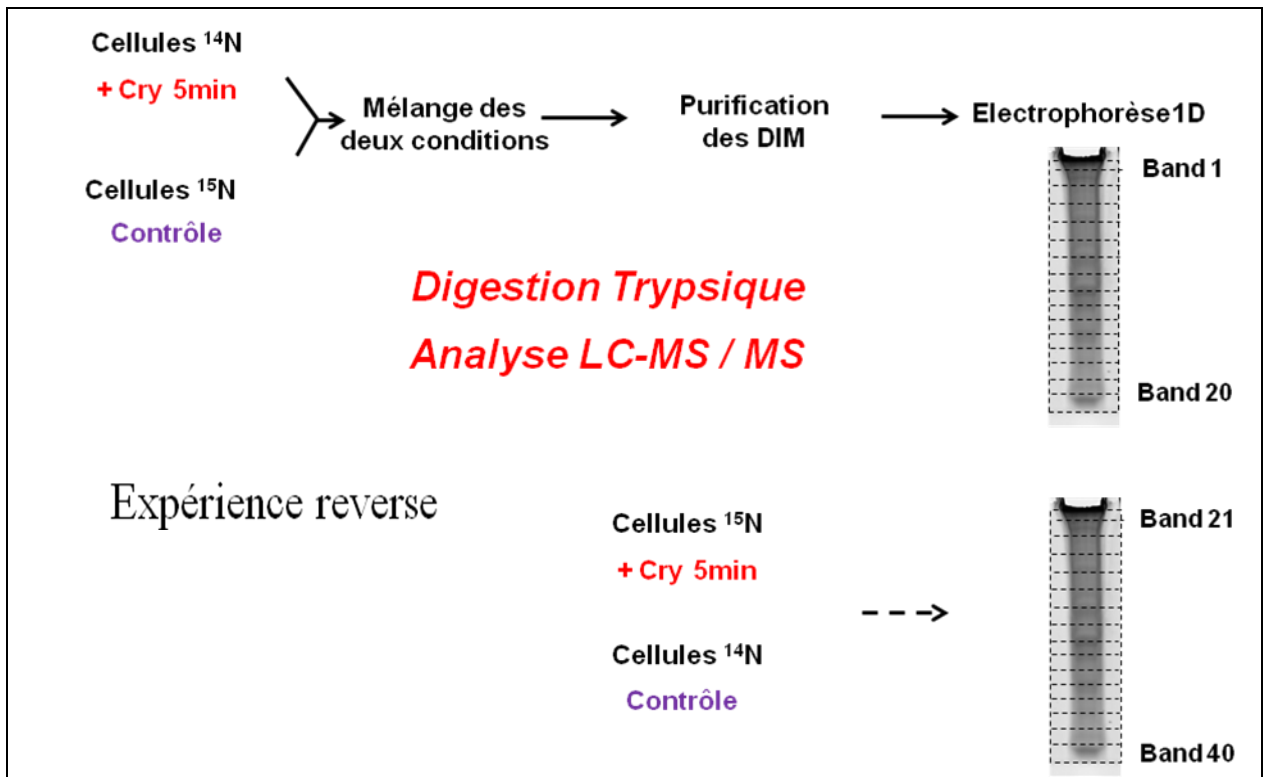 Cellules ¹⁴N
+ Cry 5min
Cellules ¹⁵N
Contrôle
Mélange des
deux conditions
Purification
des DIM
Electrophorèse1D
Band 1
Band 20
Digestion Trypsique
Analyse LC-MS / MS
Expérience reverse
Cellules ¹⁵N
+ Cry 5min
Cellules ¹⁴N
Contrôle
Band 21
Band 40